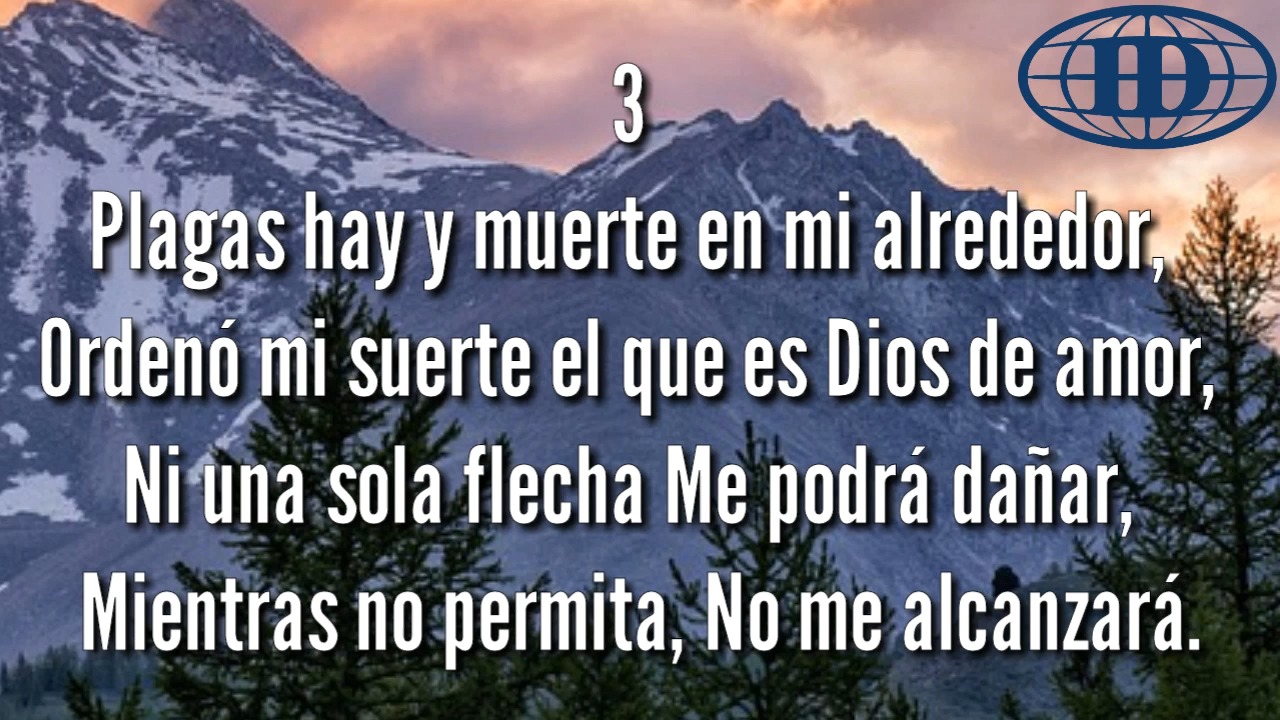 3
Plagas hay y muerte en mi alrededor,
Ordenó mi suerte el que es Dios de amor,
Ni una sola flecha Me podrá dañar,
Mientras no permita, No me alcanzará.